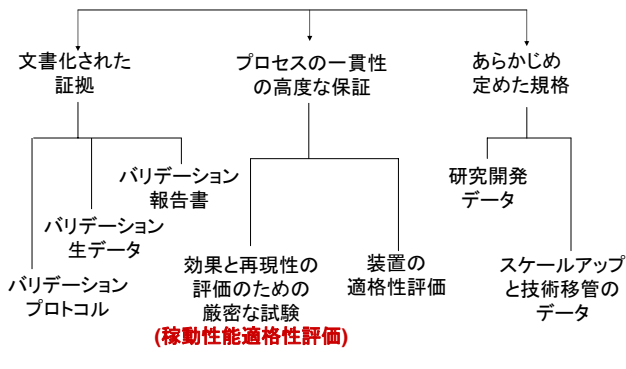 文書化された
証拠
プロセスの一貫性
の高度な保証
あらかじめ
定めた規格
バリデーション
報告書
バリデーション
生データ
バリデーション
プロトコル
効果と再現性の
評価のための
厳密な試験
(稼動性能適格性評価)
装置の
適格性評価
研究開発
データ
スケールアップ
と技術移管の
データ